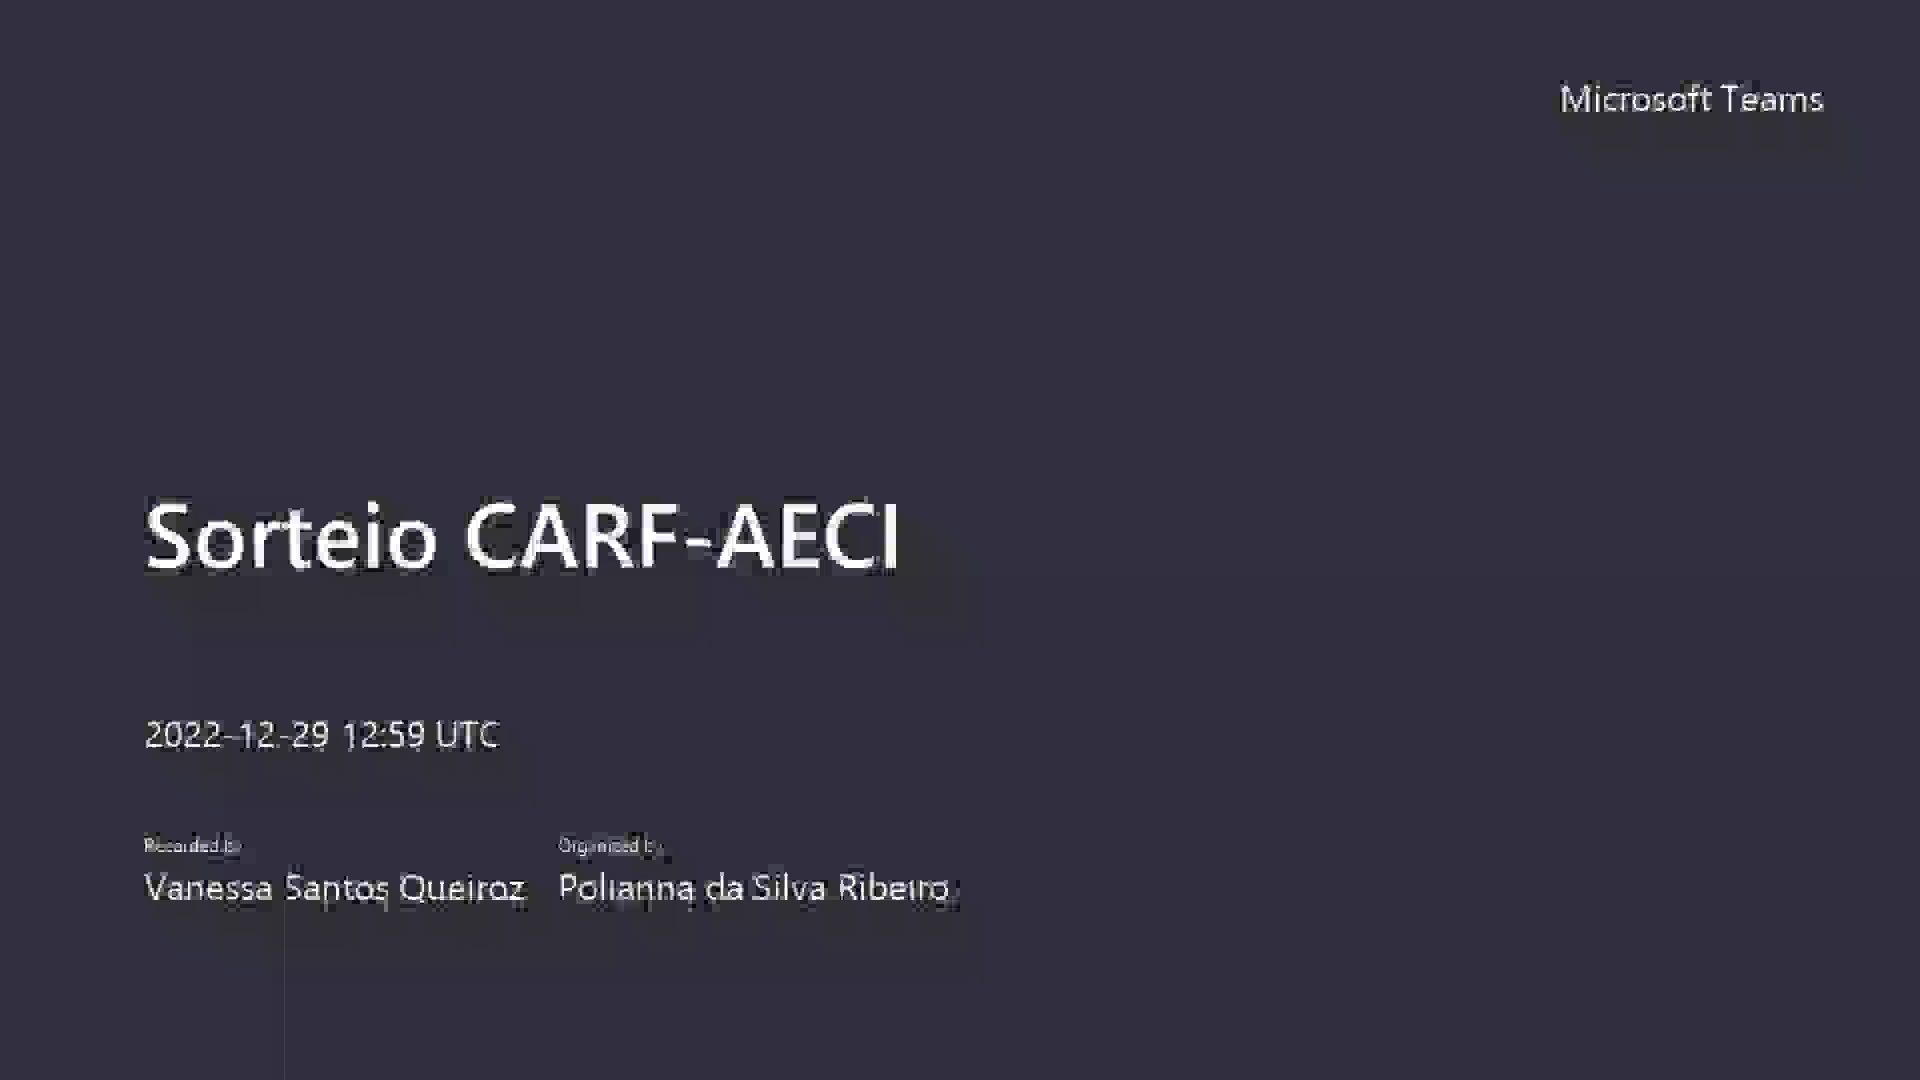 Microsoft Teams
Sorteio CARF-AECI
2022-12-29 12:59 UTC
Recorded by Organized by
Vanessa Santos Queiroz Polianna da Silva Ribeiro